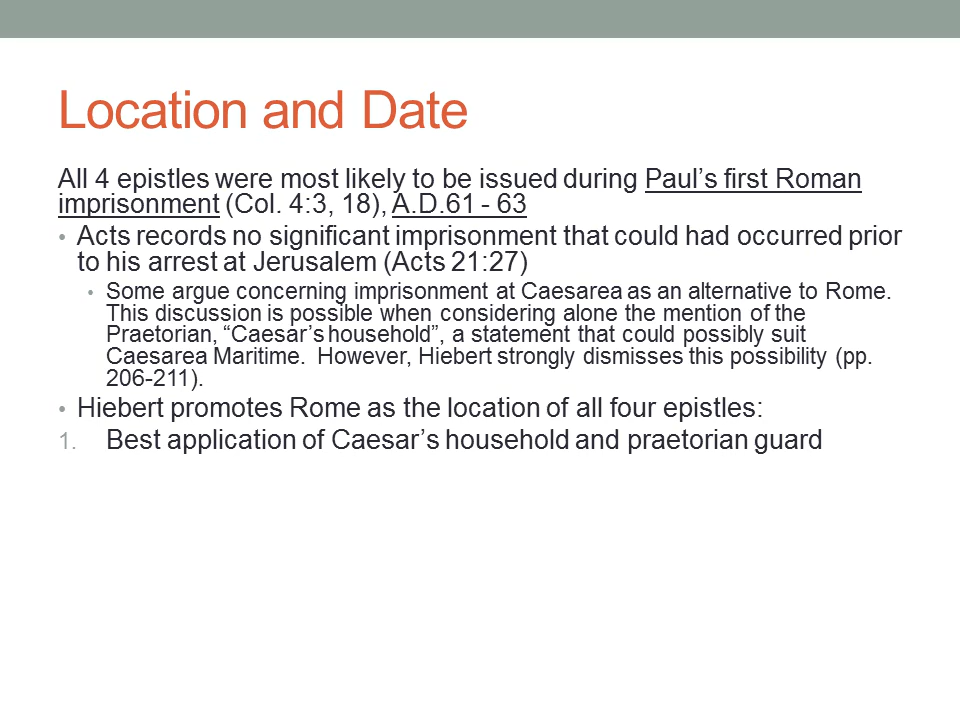 Location and Date
All 4 epistles were most likely to be issued during Paul’s first Roman
imprisonment (Col. 4:3, 18), A.D.61 - 63
• Acts records no significant imprisonment that could had occurred prior
to his arrest at Jerusalem (Acts 21:27)
• Some argue concerning imprisonment at Caesarea as an alternative to Rome.
This discussion is possible when considering alone the mention of the
Praetorian, “Caesar’s household”, a statement that could possibly suit
Caesarea Maritime.  However, Hiebert strongly dismisses this possibility (pp.
206-211).
• Hiebert promotes Rome as the location of all four epistles:
1. Best application of Caesar’s household and praetorian guard